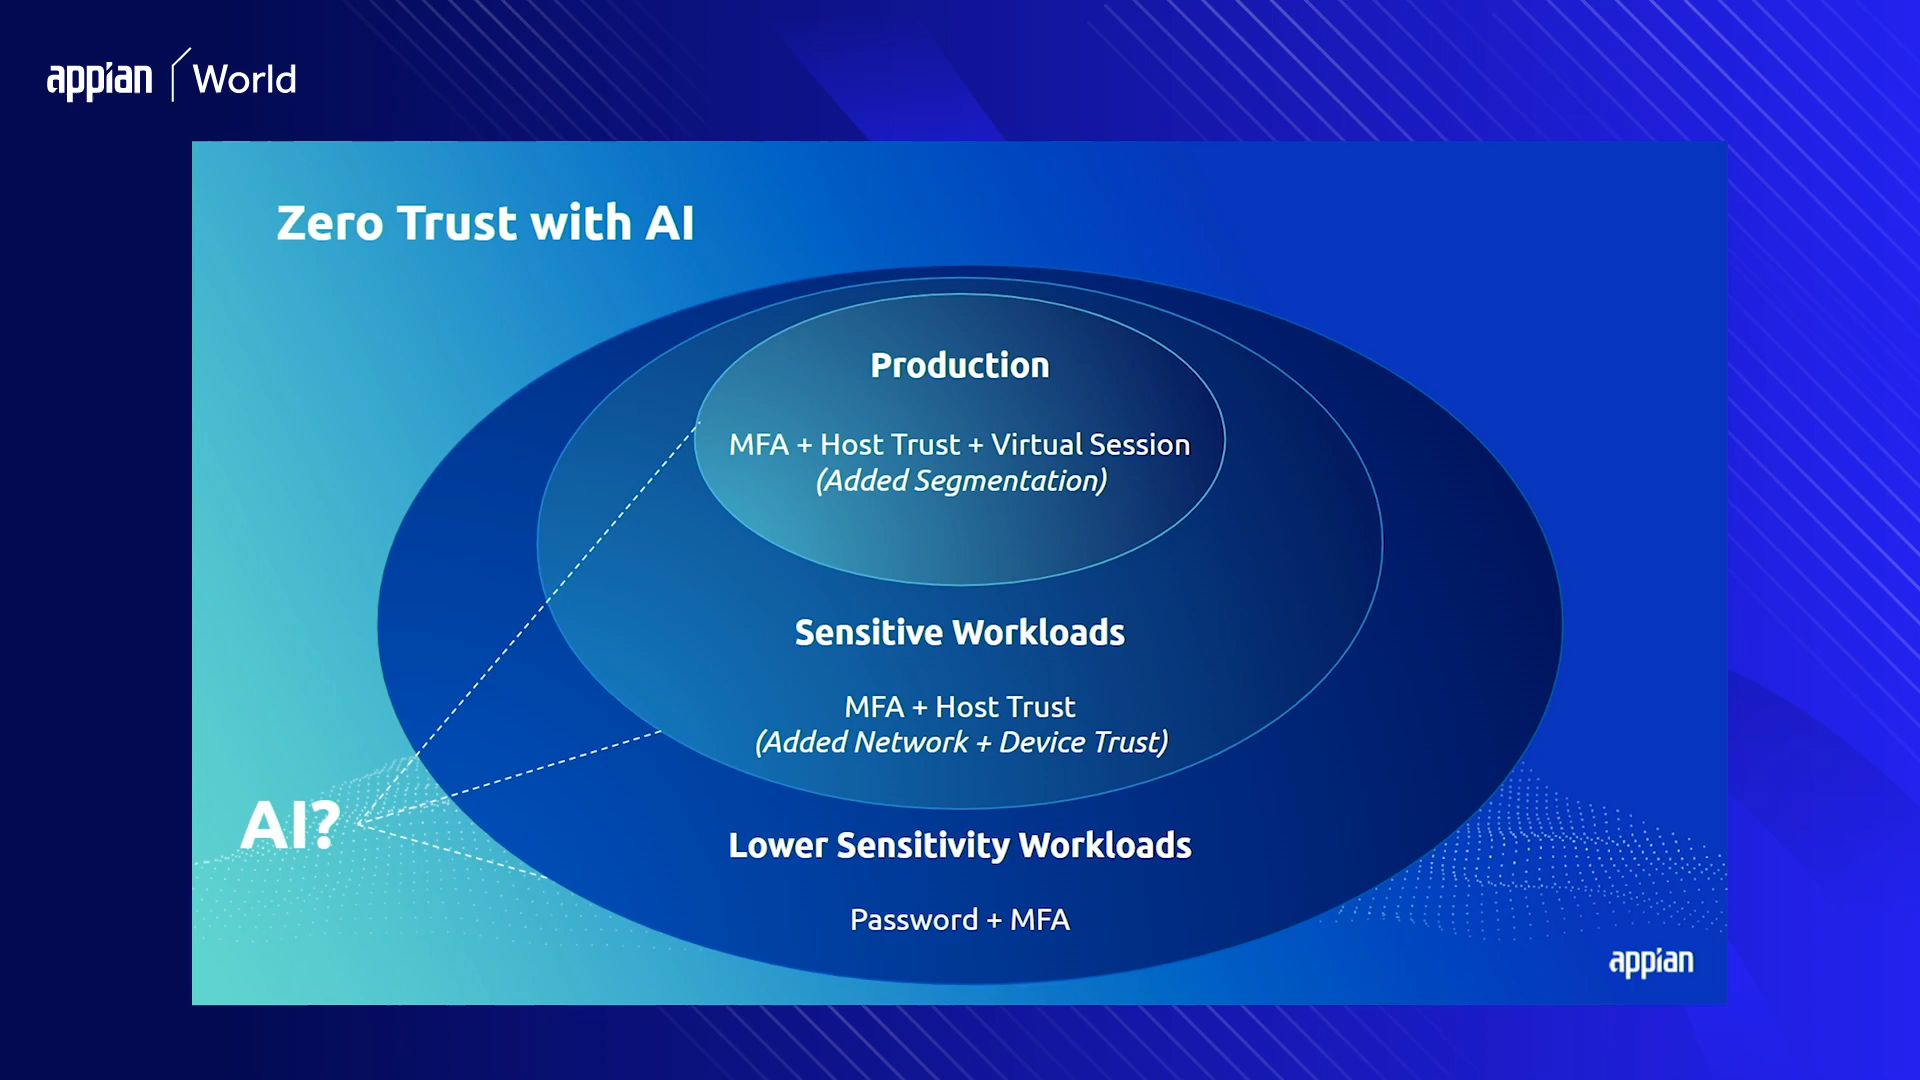 appian World
Zero Trust with AI
Production
MFA + Host Trust + Virtual Session
(Added Segmentation)
Sensitive Workloads
MFA + Host Trust
(Added Network + Device Trust)
AI?
Lower Sensitivity Workloads
Password + MFA
appian